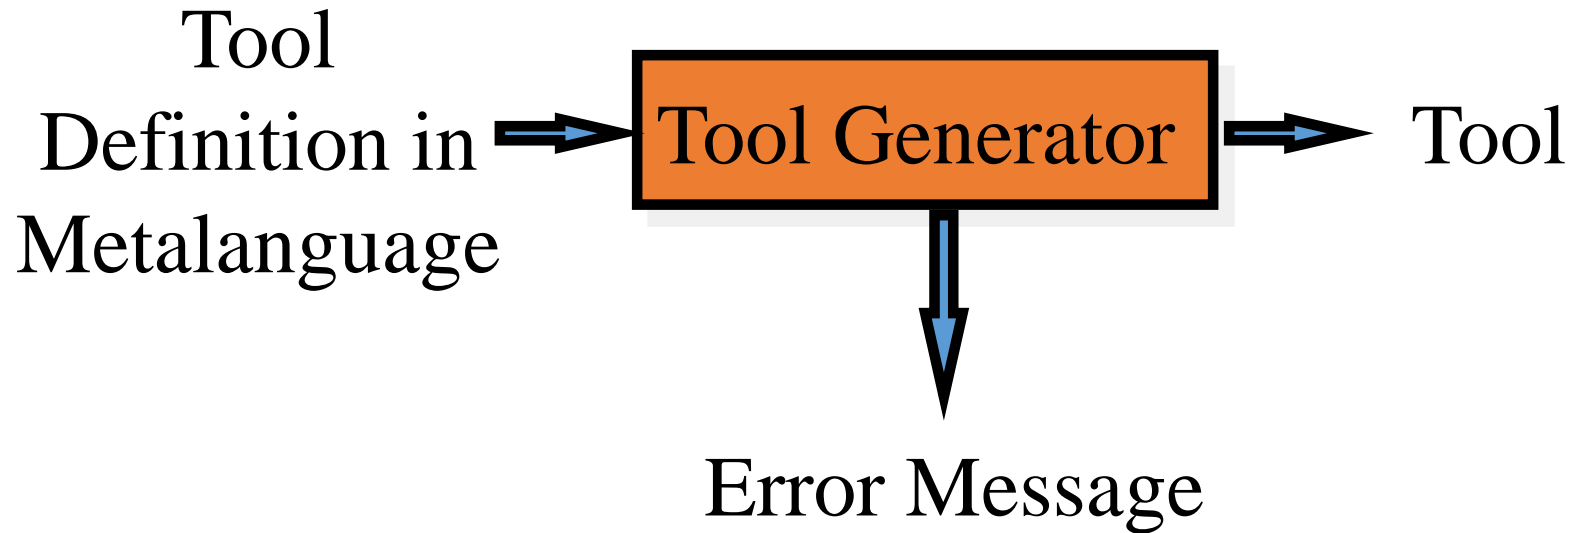 Tool
Definition in
Metalanguage
Tool Generator
Tool
Error Message